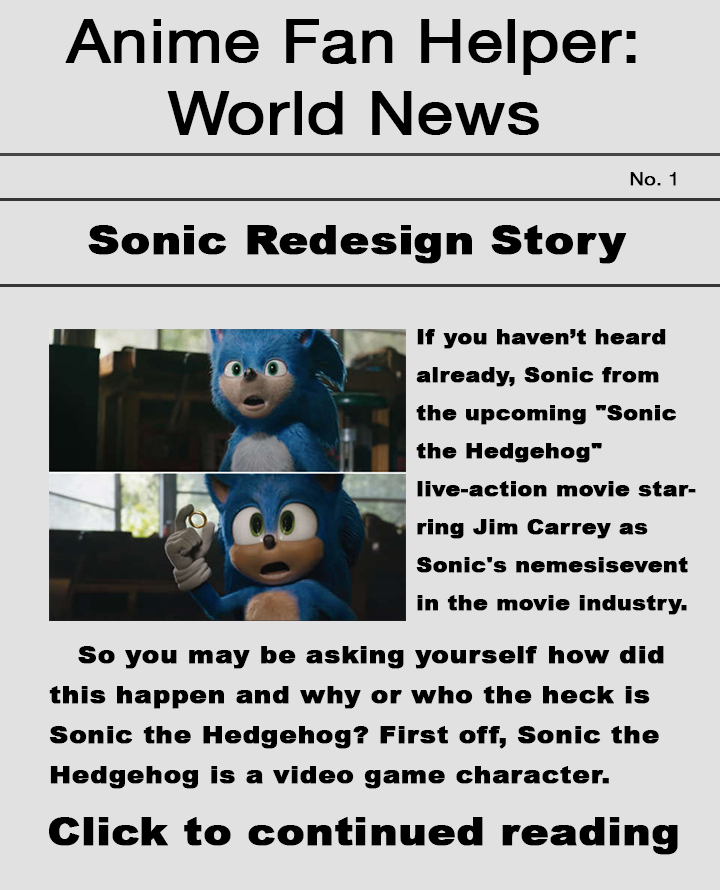 Anime Fan Helper:
World News
No. 1
Sonic Redesign Story
If you haven’t heard
already, Sonic from
the upcoming "Sonic
the Hedgehog"
live-action movie star-
ring Jim Carrey as
Sonic's nemesisevent
in the movie industry.
So you may be asking yourself how did
this happen and why or who the heck is
Sonic the Hedgehog? First off, Sonic the
Hedgehog is a video game character.
Click to continued reading